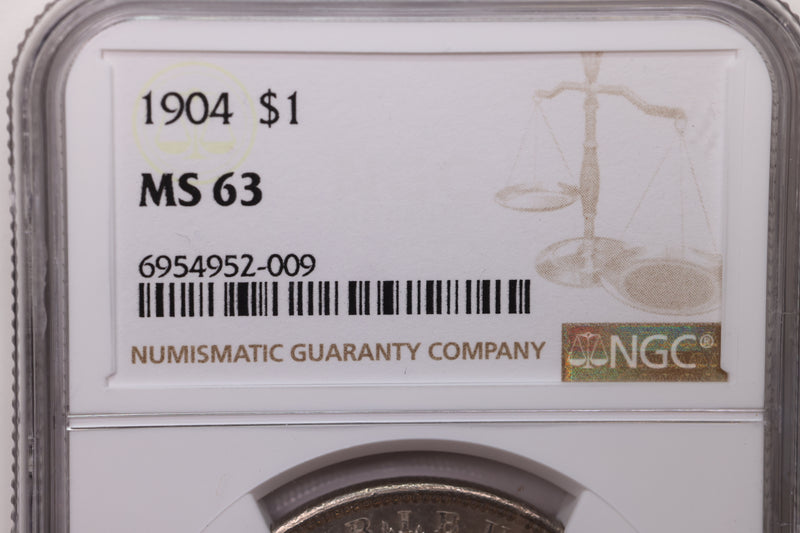 1904 $1
MS 63
6954952-009
NUMISMATIC GUARANTY COMPANY
NGC®